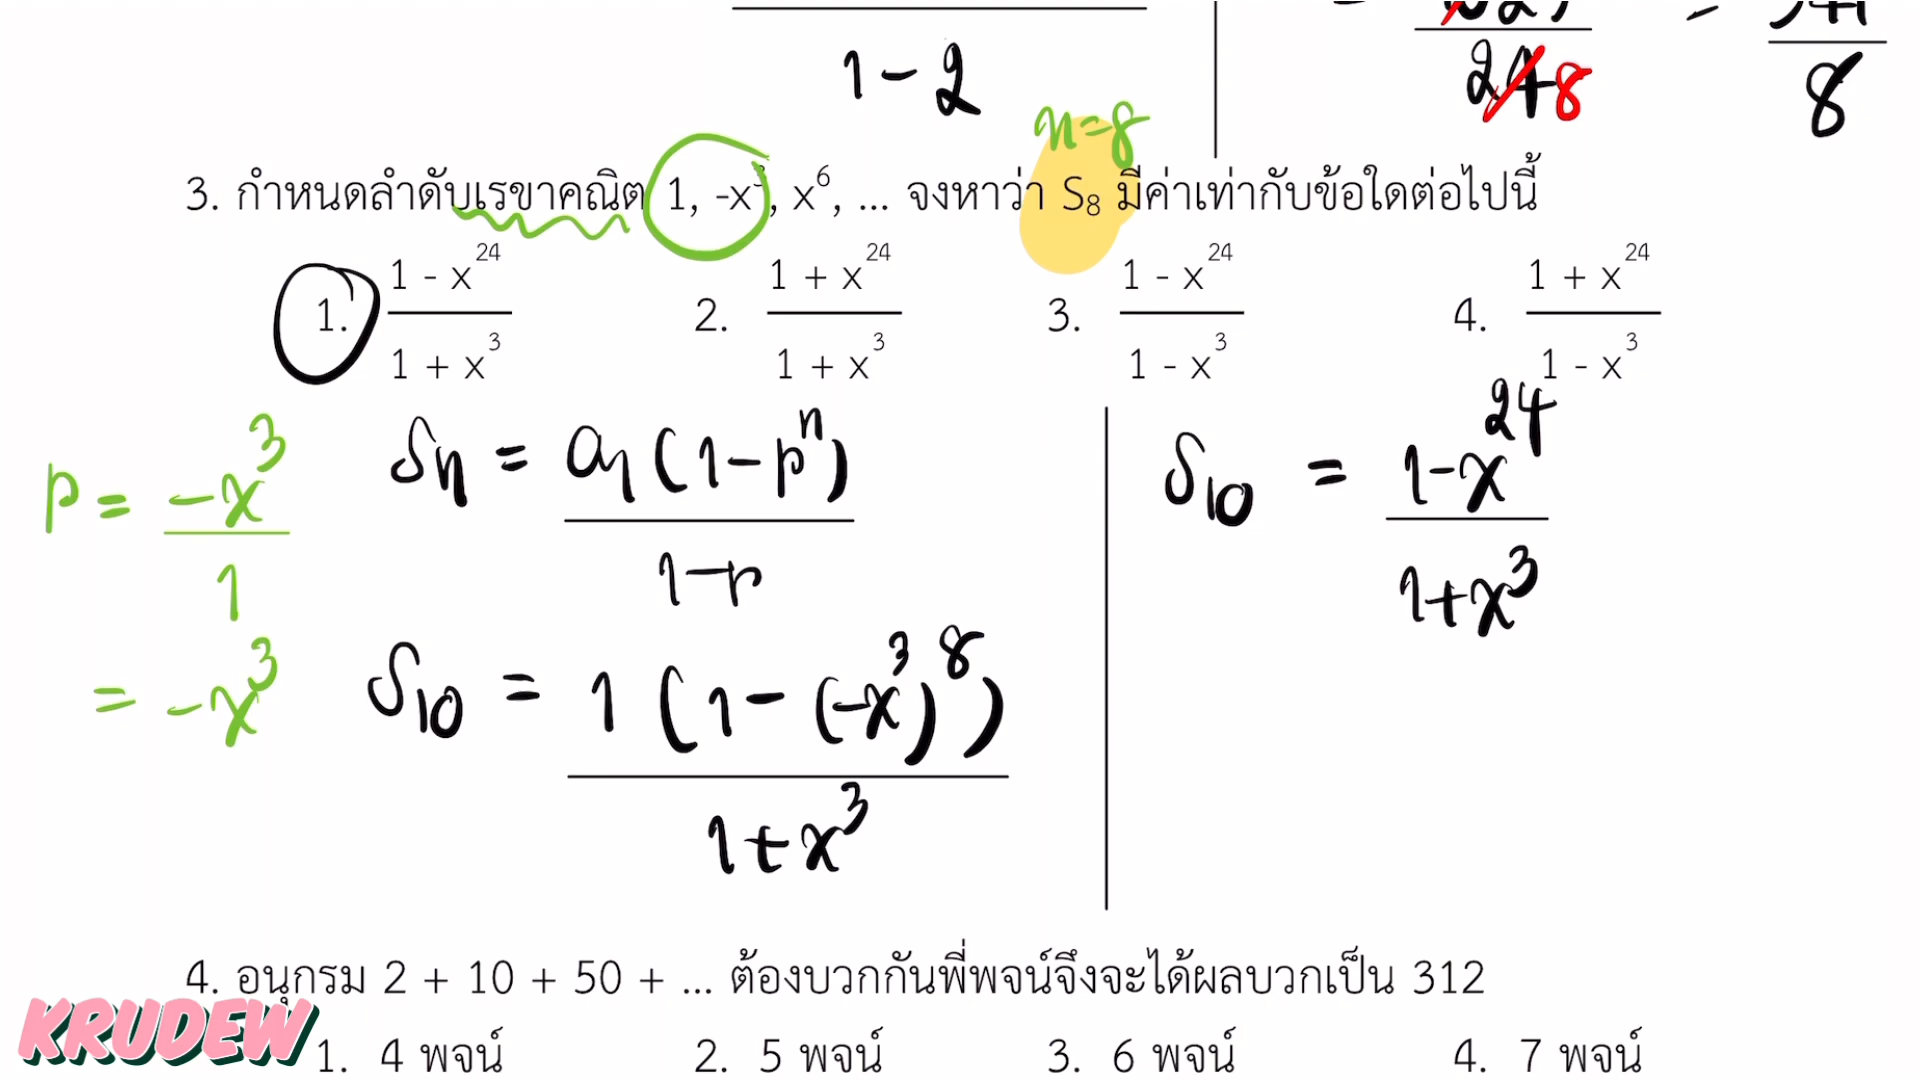 1-2
248
8
n=8
3. กำหนดลำดับเรขาคณิต 1, -x³, x⁶, ... จงหาว่า S₈ มีค่าเท่ากับข้อใดต่อไปนี้
1. (1 - x²⁴)/(1 + x³) 2. (1 + x²⁴)/(1 + x³) 3. (1 - x²⁴)/(1 - x³) 4. (1 + x²⁴)/(1 - x³)
r = -x³/1
= -x³
Sn = a₁(1-rⁿ)/(1-r)
S₁₀ = 1(1-(-x³)⁸)/(1+x³)
S₁₀ = (1-x²⁴)/(1+x³)
4. อนุกรม 2 + 10 + 50 + ... ต้องบวกกันพี่พจน์จึงจะได้ผลบวกเป็น 312
1. 4 พจน์ 2. 5 พจน์ 3. 6 พจน์ 4. 7 พจน์
KRUDEW